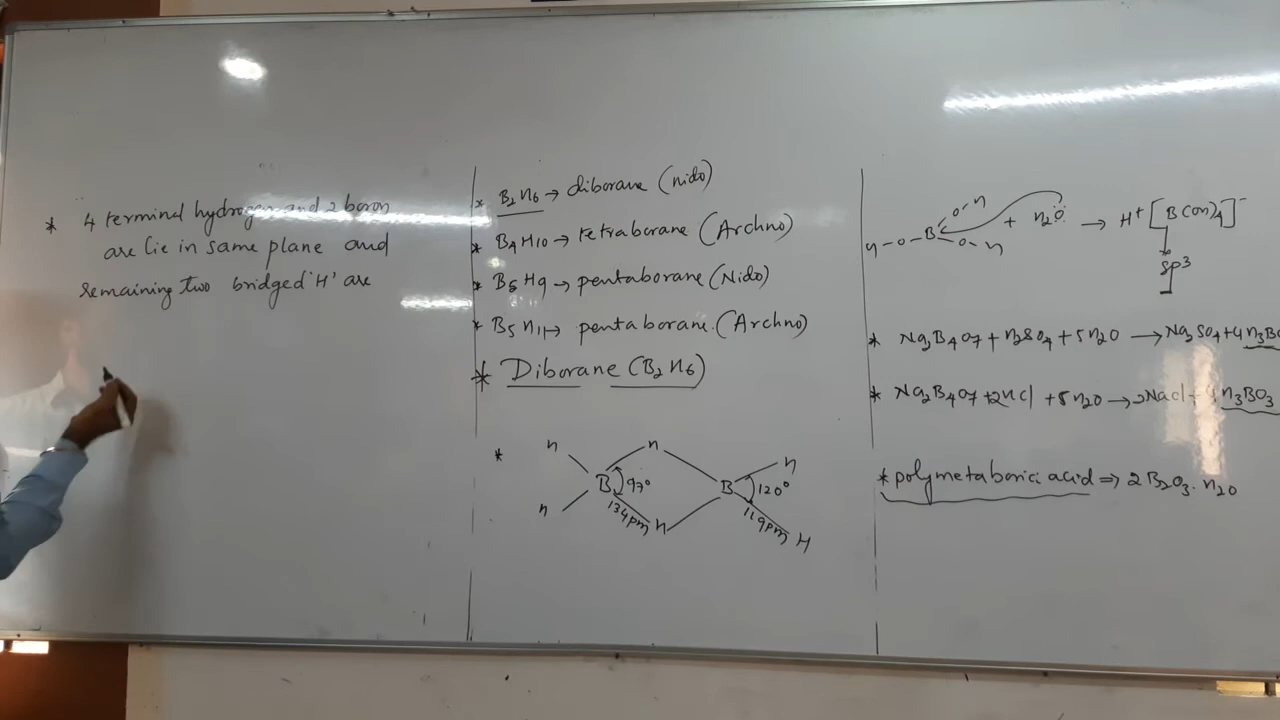 * 4 terminal hydrogen and 2 boron
are lie in same plane and
remaining two bridged 'H' are
* B2H6 → diborane (nido)
* B4H10 → tetraborane (Archno)
* B5H9 → pentaborane (Nido)
* B5H11 → pentaborane. (Archno)
* Diborane (B2H6)
*
H H H
B 97° B 120°
H 134pm H 119pm H
O-H
H-O-B + H2O → H+ [B(OH)4]-
O-H
sp3
* Na2B4O7 + H2SO4 + 5H2O → Na2SO4 + 4H3BO
* Na2B4O7 + 2HCl + 5H2O → 2NaCl + 4H3BO3
* polymetaboric acid ⇒ 2B2O3. H2O